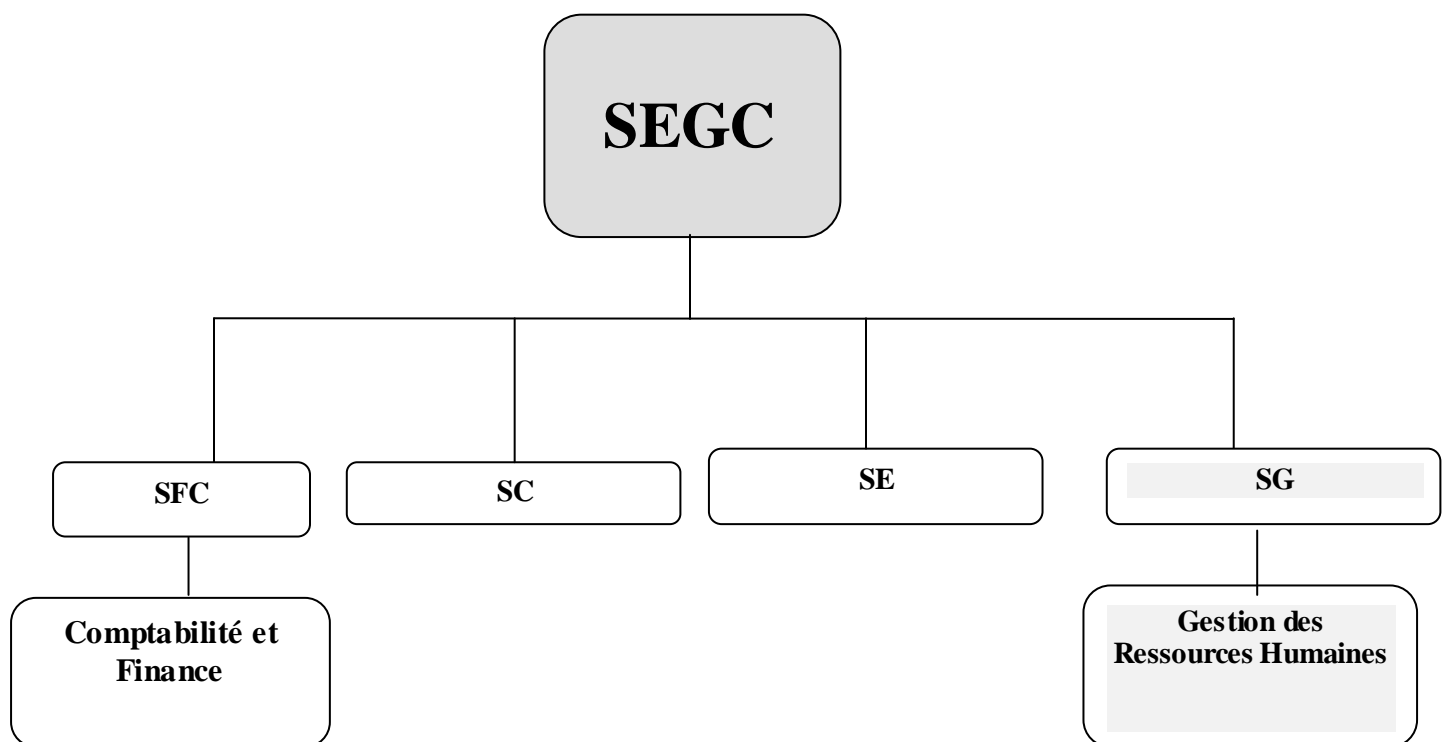 SEGC
SFC
SC
SE
SG
Comptabilité et
Finance
Gestion des
Ressources Humaines